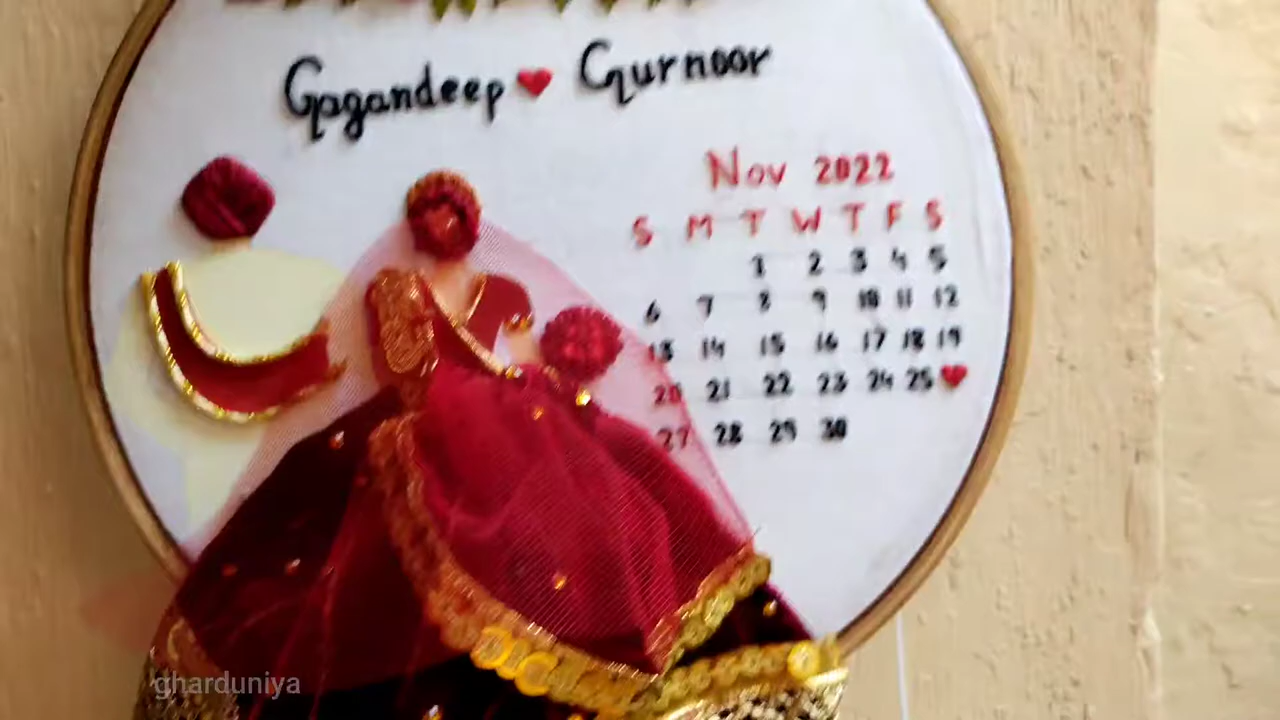 Gagandeep ❤ Gurnoor
Nov 2022
S M T W T F S
1 2 3 4 5
6 7 8 9 10 11 12
13 14 15 16 17 18 19
20 21 22 23 24 25 ❤
27 28 29 30
gharduniya